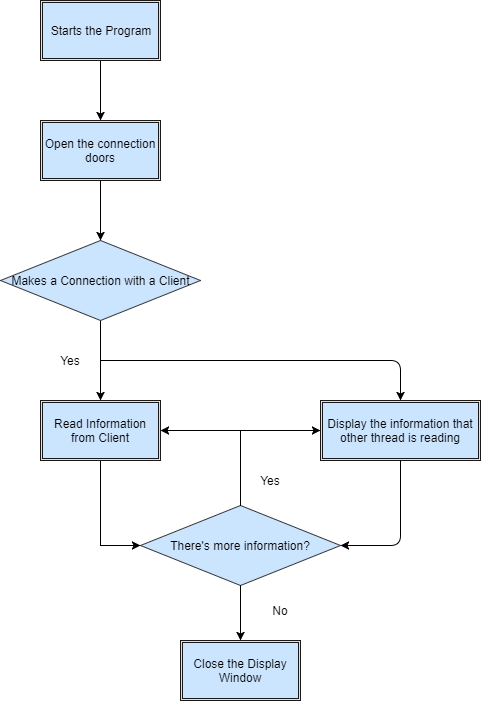 Starts the Program
Open the connection
doors
Makes a Connection with a Client
Yes
Read Information
from Client
Display the information that
other thread is reading
Yes
There's more information?
No
Close the Display
Window